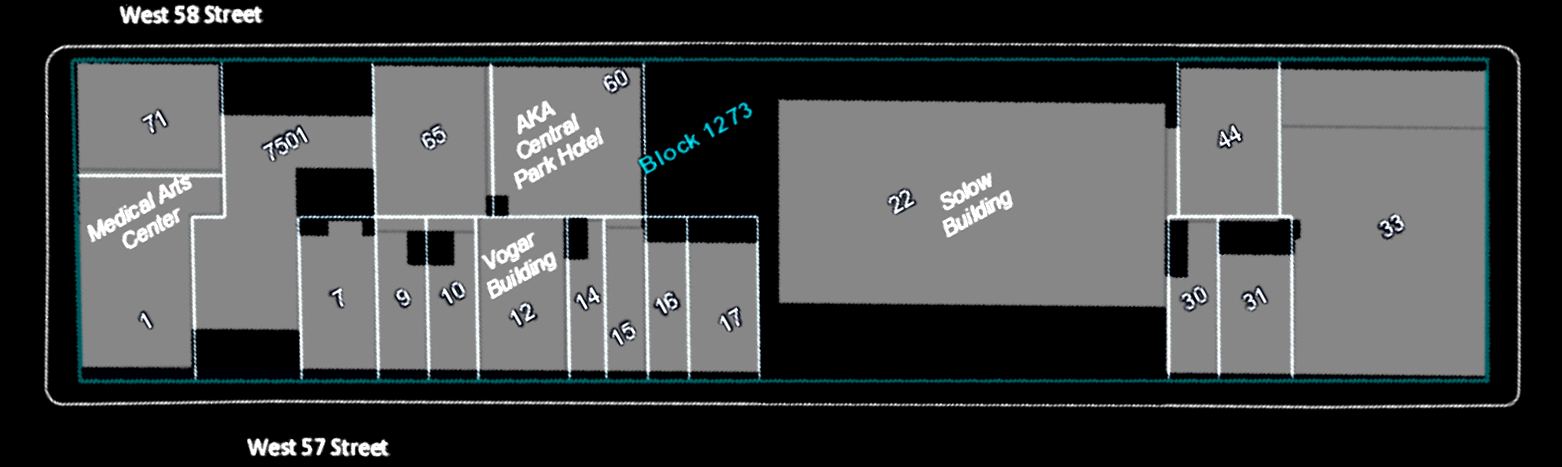 West 58 Street
71
7501
65
60
AKA
Central
Park Hotel
Block 1273
44
Medical Arts
Center
22
Solow
Building
33
Vogar
Building
7
9
10
12
14
15
16
17
30
31
1
West 57 Street